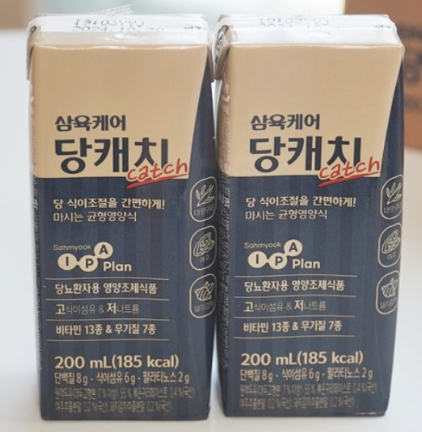 삼육케어
당캐치
catch
당 식이조절을 간편하게!
마시는 균형영양식
Sahmyook
IPA Plan
당뇨환자용 영양조제식품
고식이섬유 & 저나트륨
비타민 13종 & 무기질 7종
200 mL(185 kcal)
단백질 8g - 식이섬유 6g - 팔라티노스 2g
삼육케어
당캐치
catch
당 식이조절을 간편하게!
마시는 균형영양식
Sahmyook
IPA Plan
당뇨환자용 영양조제식품
고식이섬유 & 저나트륨
비타민 13종 & 무기질 7종
200 mL(185 kcal)
단백질 8g - 식이섬유 6g - 팔라티노스 2g